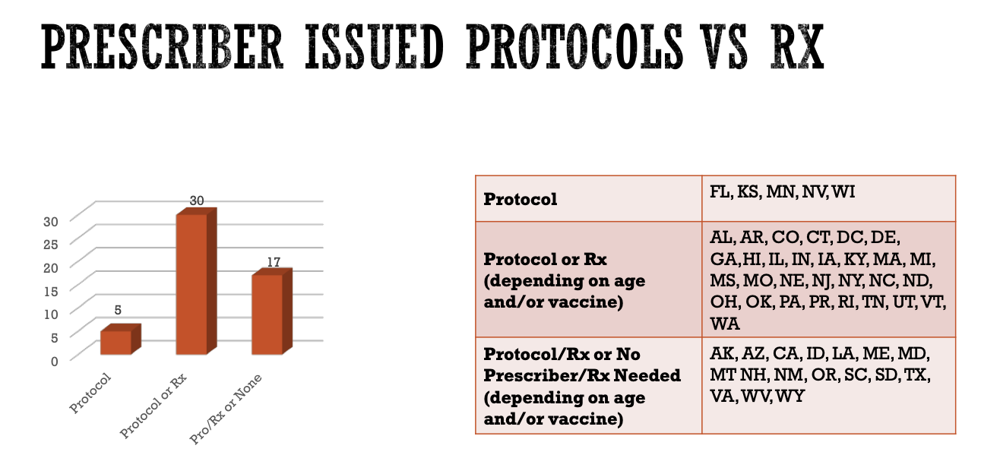 PRESCRIBER ISSUED PROTOCOLS VS RX
30
25
20
15
10
5
0
5
30
17
Protocol
Protocol or Rx
Pro/Rx or None
Protocol
FL, KS, MN, NV, WI
Protocol or Rx
(depending on age
and/or vaccine)
AL, AR, CO, CT, DC, DE,
GA,HI, IL, IN, IA, KY, MA, MI,
MS, MO, NE, NJ, NY, NC, ND,
OH, OK, PA, PR, RI, TN, UT, VT,
WA
Protocol/Rx or No
Prescriber/Rx Needed
(depending on age
and/or vaccine)
AK, AZ, CA, ID, LA, ME, MD,
MT NH, NM, OR, SC, SD, TX,
VA, WV, WY